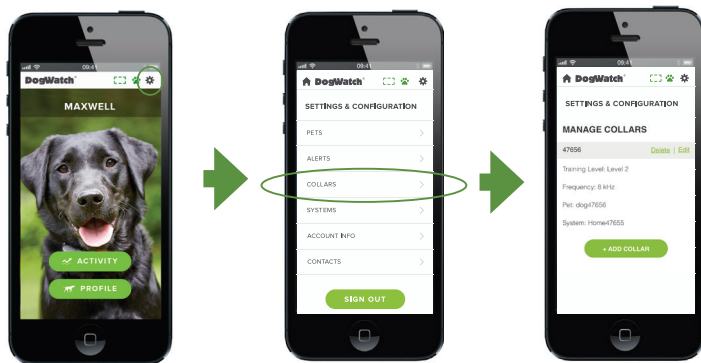 09:41
DogWatch®
MAXWELL
ACTIVITY
PROFILE
09:41
DogWatch®
SETTINGS & CONFIGURATION
PETS
ALERTS
COLLARS
SYSTEMS
ACCOUNT INFO
CONTACTS
SIGN OUT
09:41
DogWatch®
SETTINGS & CONFIGURATION
MANAGE COLLARS
47656 Delete | Edit
Training Level: Level 2
Frequency: 8 kHz
Pet: dog47656
System: Home47655
+ ADD COLLAR